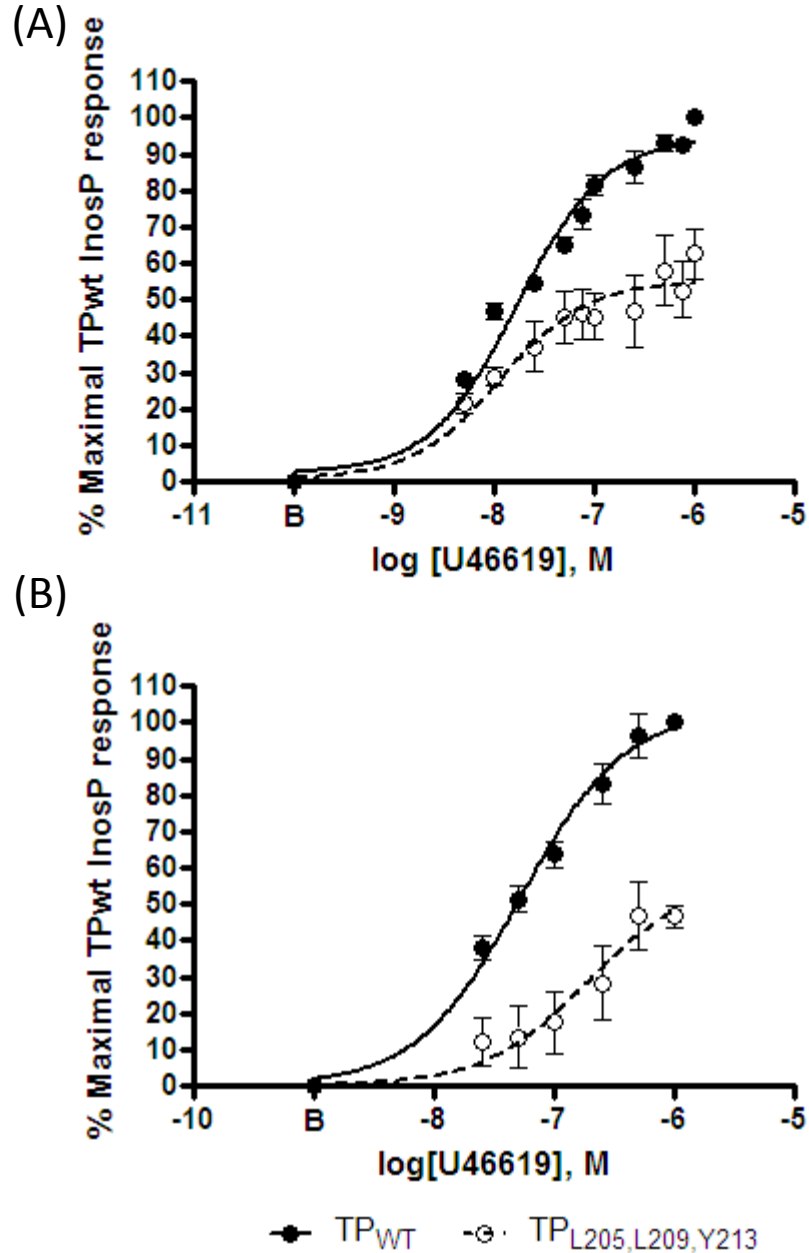 (A)
% Maximal TPwt InosP response
110
100
90
80
70
60
50
40
30
20
10
0
-11 B -9 -8 -7 -6 -5
log [U46619], M
(B)
% Maximal TPwt InosP response
110
100
90
80
70
60
50
40
30
20
10
0
-10 B -8 -7 -6 -5
log[U46619], M
TPWT TPL205,L209,Y213